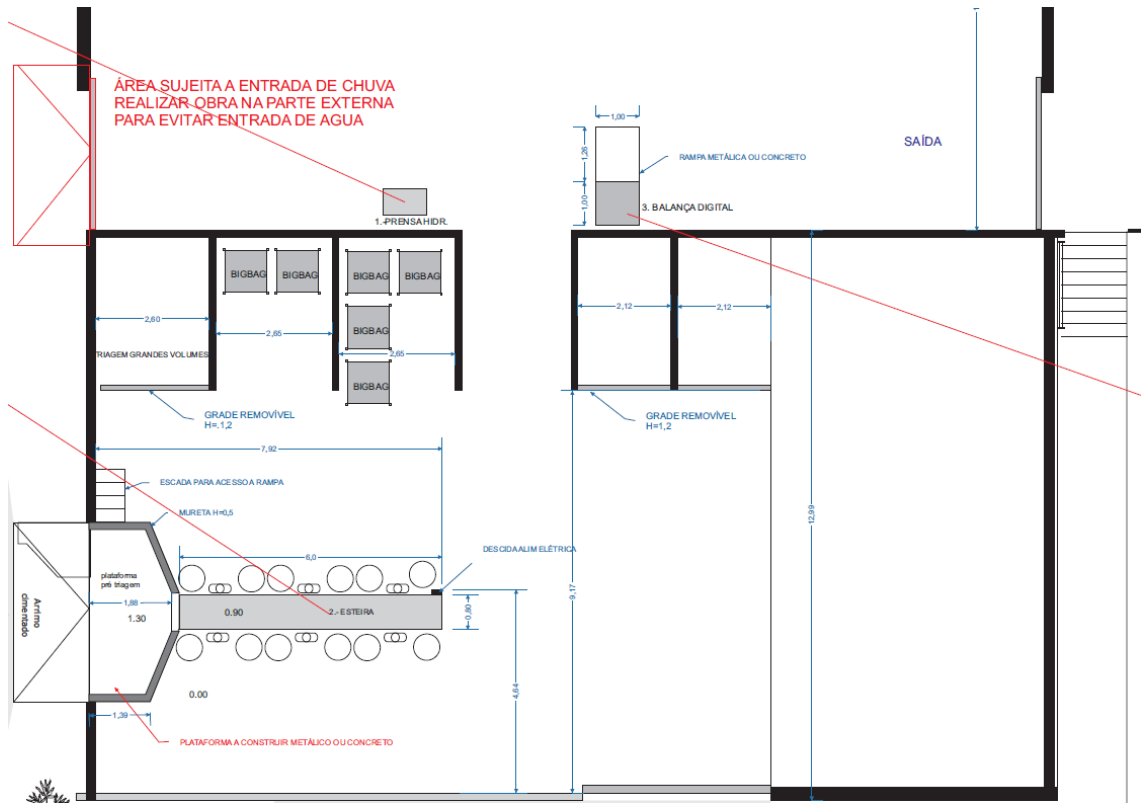 ÁREA SUJEITA A ENTRADA DE CHUVA
REALIZAR OBRA NA PARTE EXTERNA
PARA EVITAR ENTRADA DE AGUA
1,00
SAÍDA
1,26
RAMPA METÁLICA OU CONCRETO
1,00
3. BALANÇA DIGITAL
1.-PRENSA HIDR.
BIGBAG
BIGBAG
BIGBAG
BIGBAG
2,12
2,12
2,60
BIGBAG
2,65
2,65
TRIAGEM GRANDES VOLUMES
BIGBAG
GRADE REMOVÍVEL
H=.1,2
GRADE REMOVÍVEL
H=1,2
7,92
ESCADA PARA ACESSO A RAMPA
MURETA H=0,5
12,99
6,0
DESCIDA ALIM ELÉTRICA
plataforma
pré triagem
Arrimo
cimentado
1,88
1.30
0.90
2.- ESTEIRA
0,80
9,17
4,64
0.00
1,39
PLATAFORMA A CONSTRUIR METÁLICO OU CONCRETO